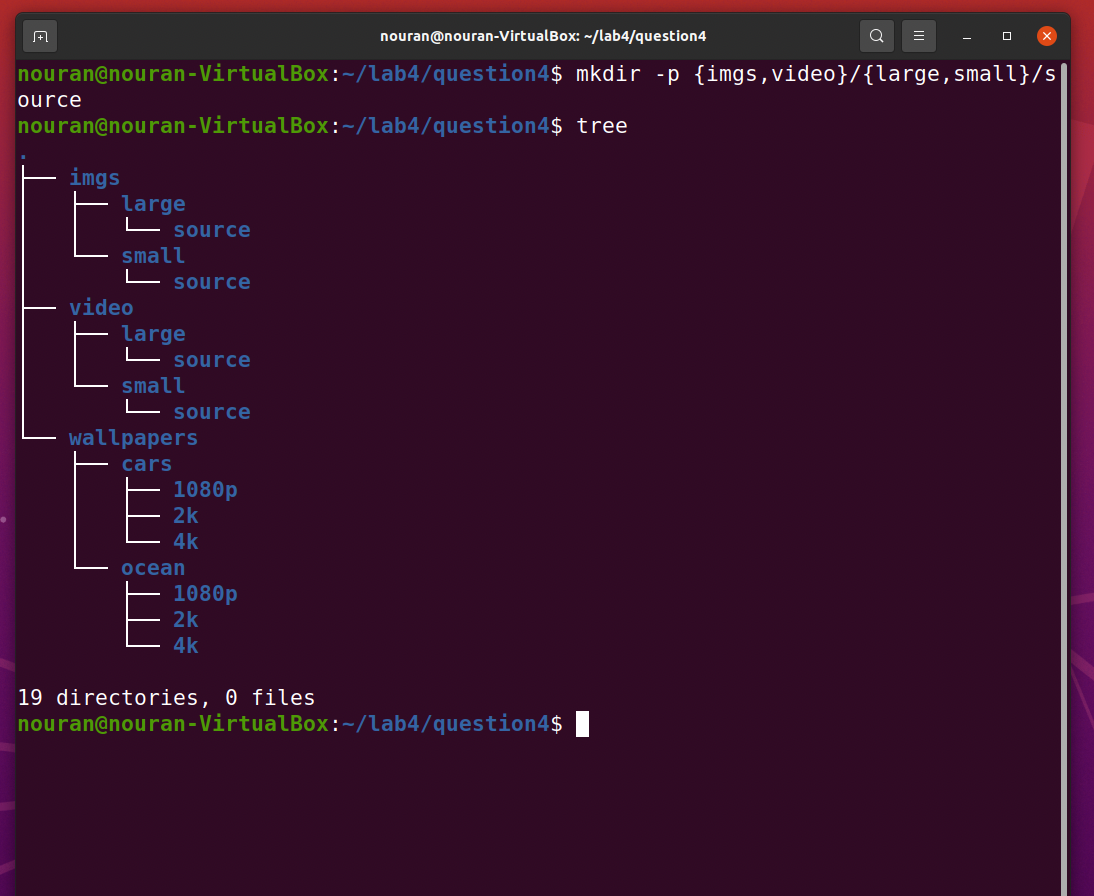 nouran@nouran-VirtualBox: ~/lab4/question4
nouran@nouran-VirtualBox:~/lab4/question4$ mkdir -p {imgs,video}/{large,small}/s
ource
nouran@nouran-VirtualBox:~/lab4/question4$ tree
.
├── imgs
│   ├── large
│   │   └── source
│   └── small
│       └── source
├── video
│   ├── large
│   │   └── source
│   └── small
│       └── source
└── wallpapers
    ├── cars
    │   ├── 1080p
    │   ├── 2k
    │   └── 4k
    └── ocean
        ├── 1080p
        ├── 2k
        └── 4k
19 directories, 0 files
nouran@nouran-VirtualBox:~/lab4/question4$